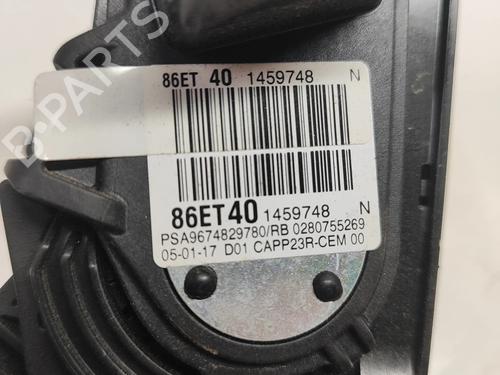 86ET 40 1459748 N
86ET40 1459748 N
PSA9674829780/RB 0280755269
05-01-17 D01 CAPP23R-CEM 00
B-PARTS